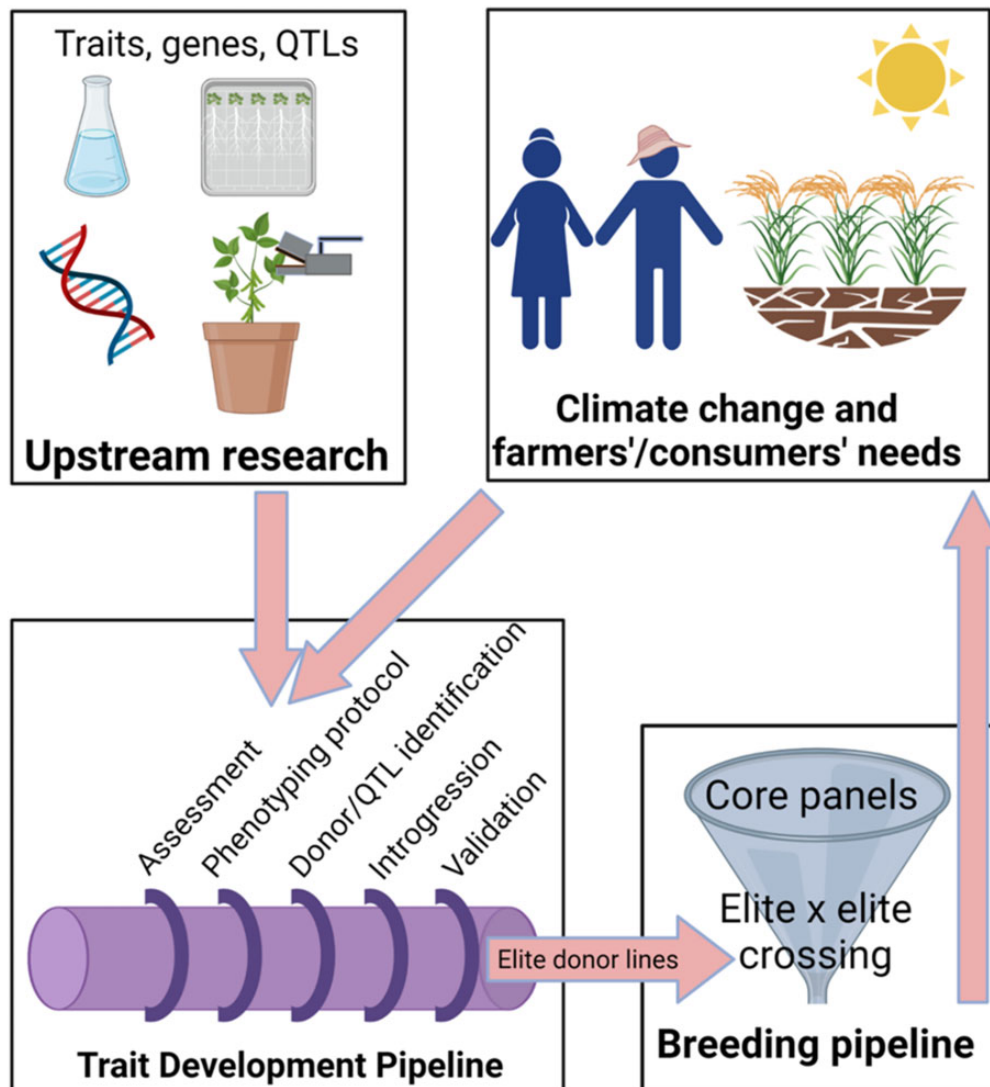 Traits, genes, QTLs
Upstream research
Climate change and
farmers'/consumers' needs
Assessment
Phenotyping protocol
Donor/QTL identification
Introgression
Validation
Elite donor lines
Trait Development Pipeline
Core panels
Elite x elite
crossing
Breeding pipeline